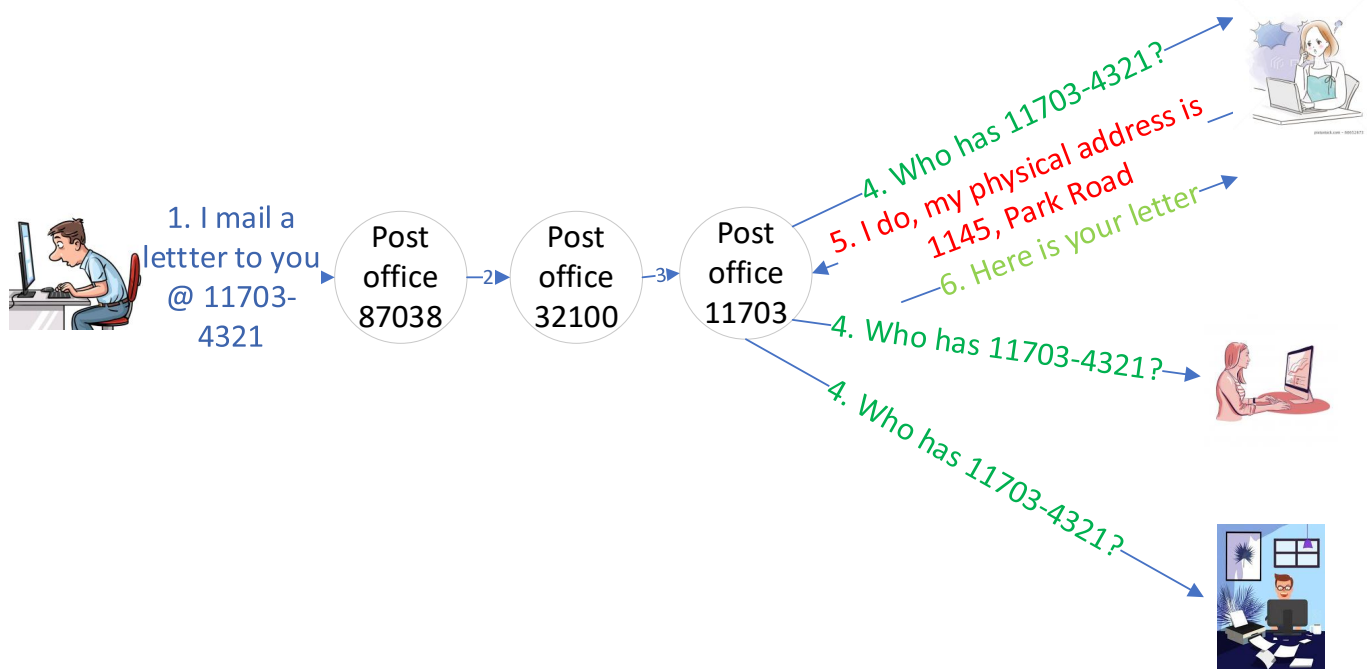 1. I mail a
lettter to you
@ 11703-
4321
Post
office
87038
2
Post
office
32100
3
Post
office
11703
4. Who has 11703-4321?
5. I do, my physical address is
1145, Park Road
6. Here is your letter
4. Who has 11703-4321?
4. Who has 11703-4321?